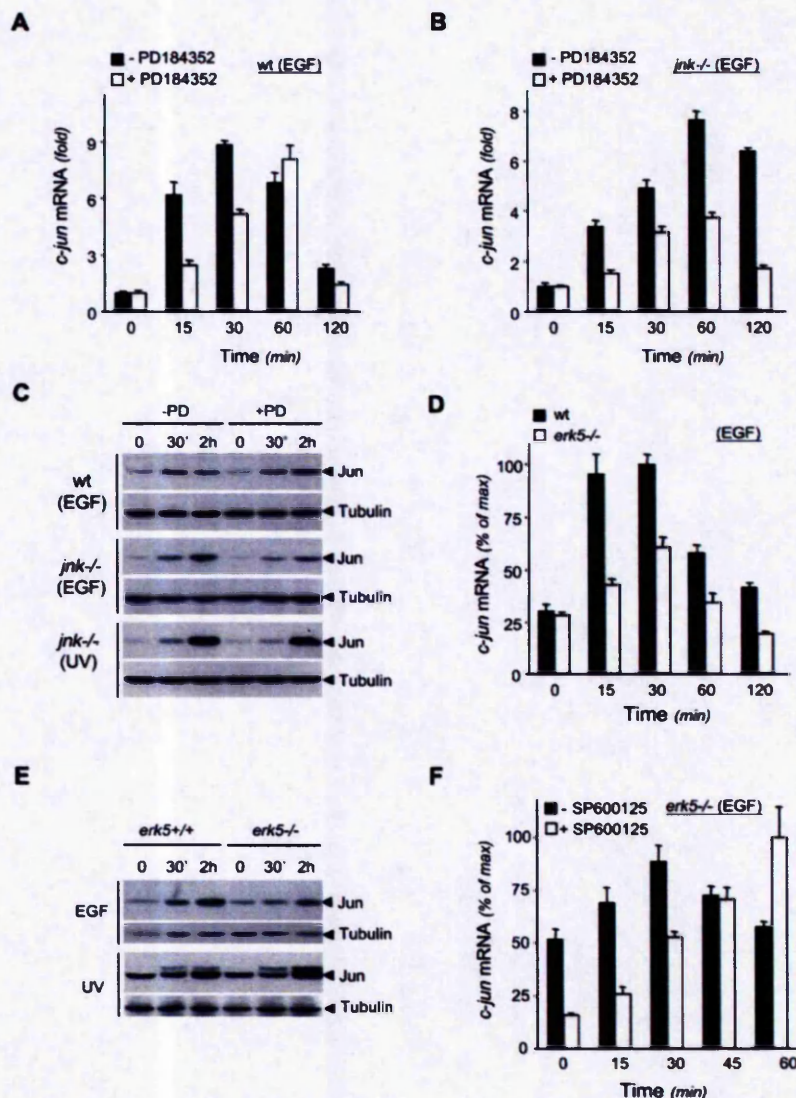 A
- PD184352
+ PD184352
wt (EGF)
c-jun mRNA (fold)
9
6
3
0
0 15 30 60 120
Time (min)
B
- PD184352
+ PD184352
jnk-/- (EGF)
c-jun mRNA (fold)
8
6
4
2
0
0 15 30 60 120
Time (min)
C
-PD +PD
0 30' 2h 0 30' 2h
wt
(EGF)
Jun
Tubulin
jnk-/-
(EGF)
Jun
Tubulin
jnk-/-
(UV)
Jun
Tubulin
D
wt
erk5-/-
(EGF)
c-jun mRNA (% of max)
100
75
50
25
0
0 15 30 60 120
Time (min)
E
erk5+/+ erk5-/-
0 30' 2h 0 30' 2h
EGF
Jun
Tubulin
UV
Jun
Tubulin
F
- SP600125
+ SP600125
erk5-/- (EGF)
c-jun mRNA (% of max)
100
75
50
25
0
0 15 30 45 60
Time (min)